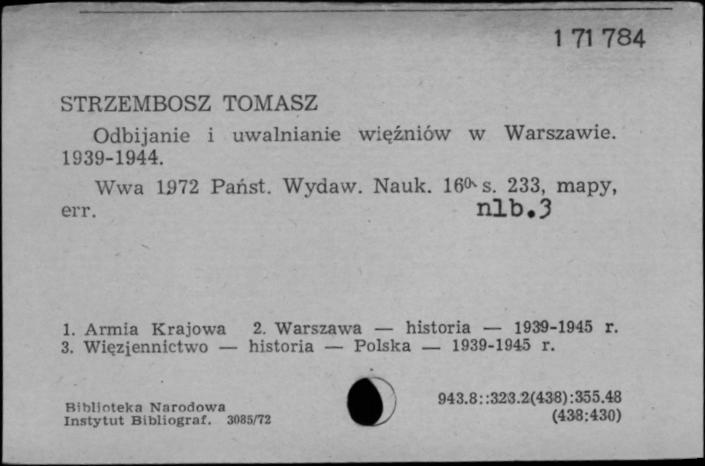 1 71 784
STRZEMBOSZ TOMASZ
Odbijanie i uwalnianie więźniów w Warszawie.
1939-1944.
Wwa 1972 Państ. Wydaw. Nauk. 16⁰ s. 233, mapy,
err. nlb.3
1. Armia Krajowa 2. Warszawa — historia — 1939-1945 r.
3. Więzjennictwo — historia — Polska — 1939-1945 r.
Biblioteka Narodowa
Instytut Bibliograf. 3085/72
943.8::323.2(438):355.48
(438:430)